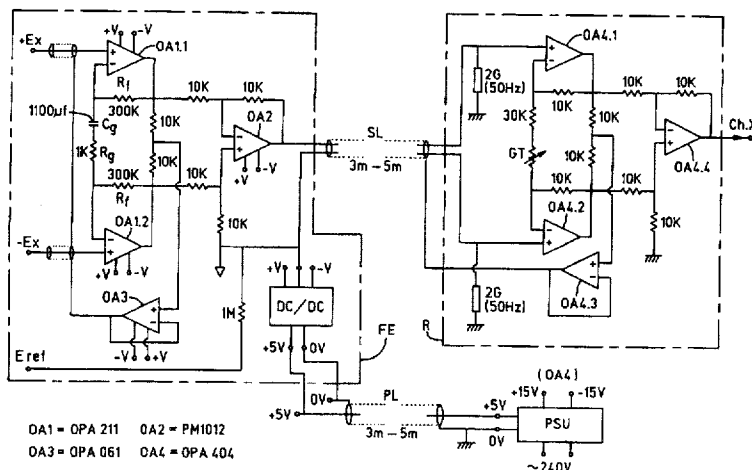 +V
-V
+Ex
OA1.1
Rf
300K
10K
10K
10K
1100µf
Cg
1K
Rg
10K
OA2
+V
-V
300K
Rf
10K
10K
OA1.2
-Ex
+V
-V
OA3
-V
+V
10K
1M
+V
-V
DC/DC
+5V
0V
FE
E ref
SL
3m-5m
OA4.1
2G
(50Hz)
30K
10K
10K
10K
10K
GT
10K
10K
10K
10K
OA4.4
Ch.X
OA4.2
OA4.3
2G
(50Hz)
R
+5V
0V
PL
3m-5m
+5V
0V
(OA4)
+15V
-15V
PSU
~240V
OA1 = OPA 211 OA2 = PM1012
OA3 = OPA 061 OA4 = OPA 404